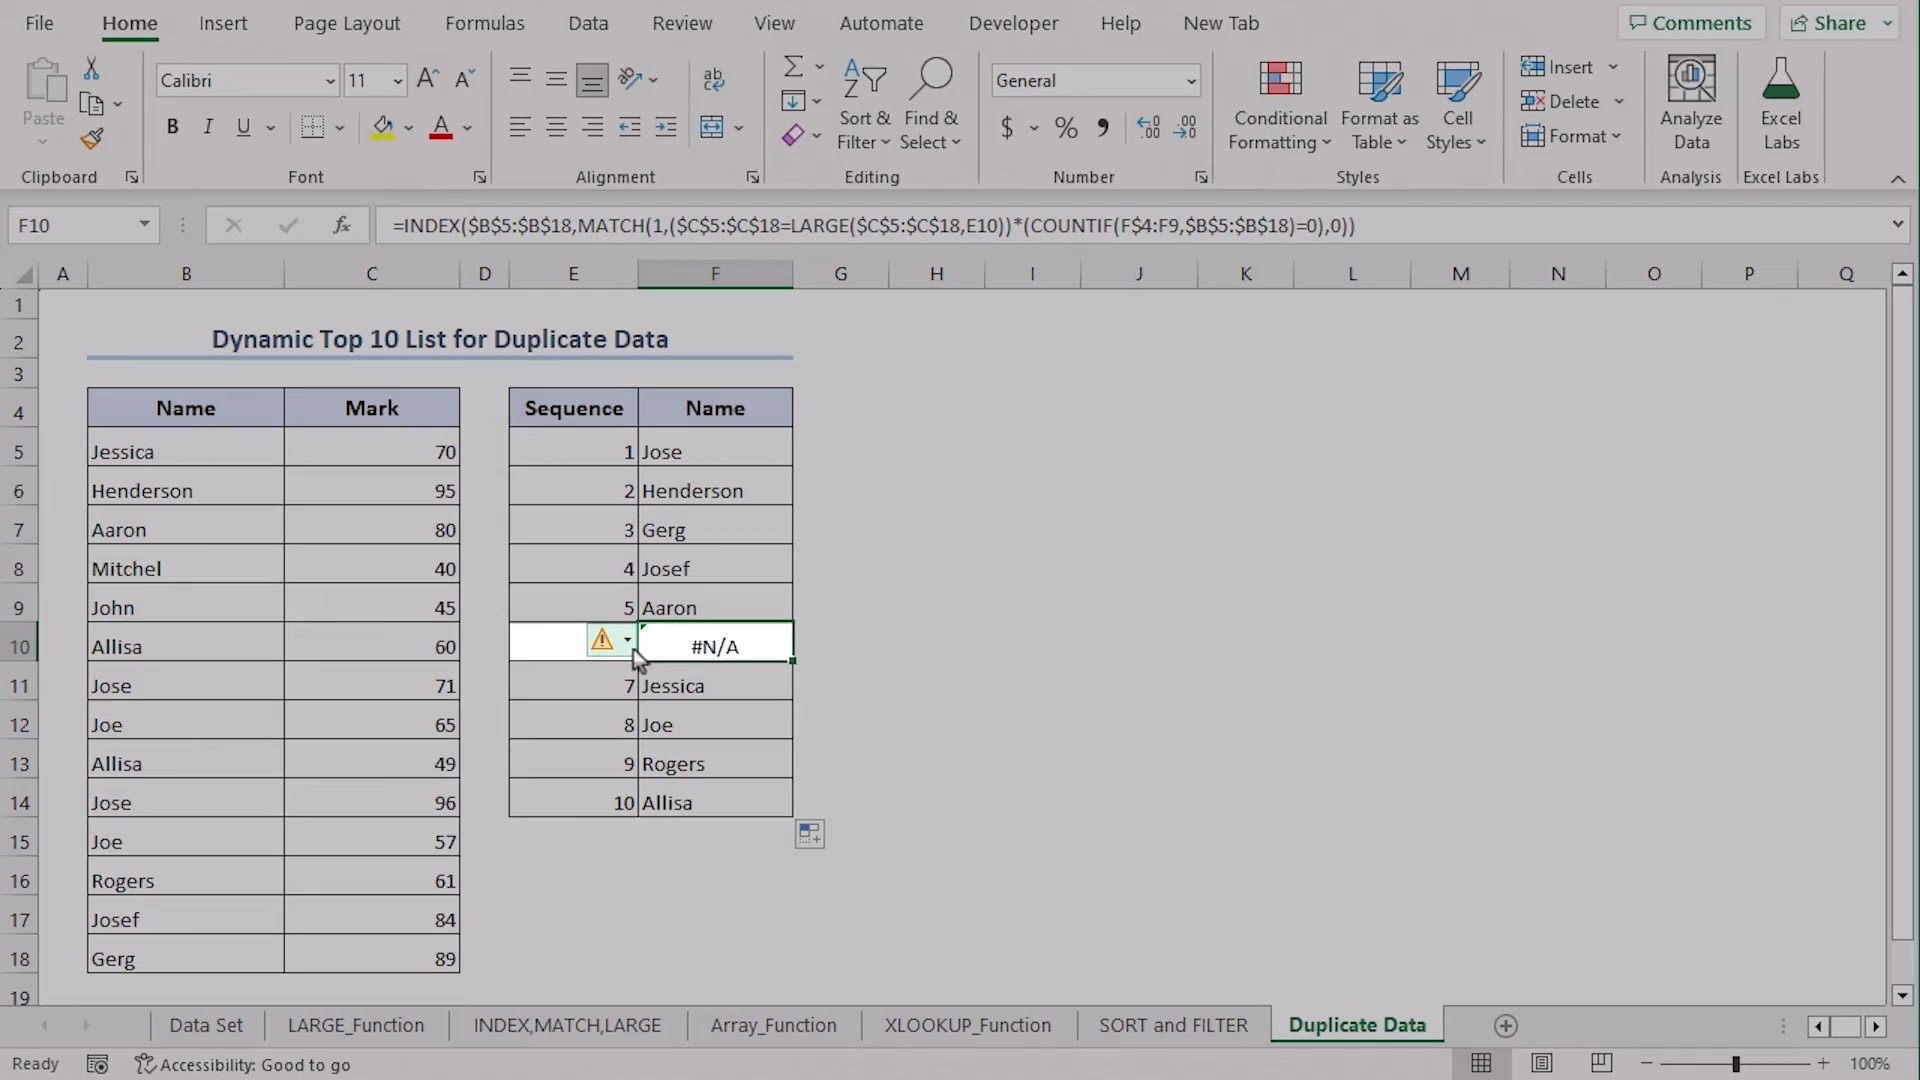 File Home Insert Page Layout Formulas Data Review View Automate Developer Help New Tab Comments Share
Paste
Calibri 11 A A
B I U A
ab
Sort & Filter
Find & Select
General
$ % ,
Conditional Formatting
Format as Table
Cell Styles
Insert
Delete
Format
Analyze Data
Excel Labs
Clipboard Font Alignment Editing Number Styles Cells Analysis Excel Labs
F10 fx =INDEX($B$5:$B$18,MATCH(1,($C$5:$C$18=LARGE($C$5:$C$18,E10))*(COUNTIF(F$4:F9,$B$5:$B$18)=0),0))
A B C D E F G H I J K L M N O P Q
1
2 Dynamic Top 10 List for Duplicate Data
3
4 Name Mark Sequence Name
5 Jessica 70 1 Jose
6 Henderson 95 2 Henderson
7 Aaron 80 3 Gerg
8 Mitchel 40 4 Josef
9 John 45 5 Aaron
10 Allisa 60 #N/A
11 Jose 71 7 Jessica
12 Joe 65 8 Joe
13 Allisa 49 9 Rogers
14 Jose 96 10 Allisa
15 Joe 57
16 Rogers 61
17 Josef 84
18 Gerg 89
19
Data Set LARGE_Function INDEX,MATCH,LARGE Array_Function XLOOKUP_Function SORT and FILTER Duplicate Data
Ready Accessibility: Good to go 100%